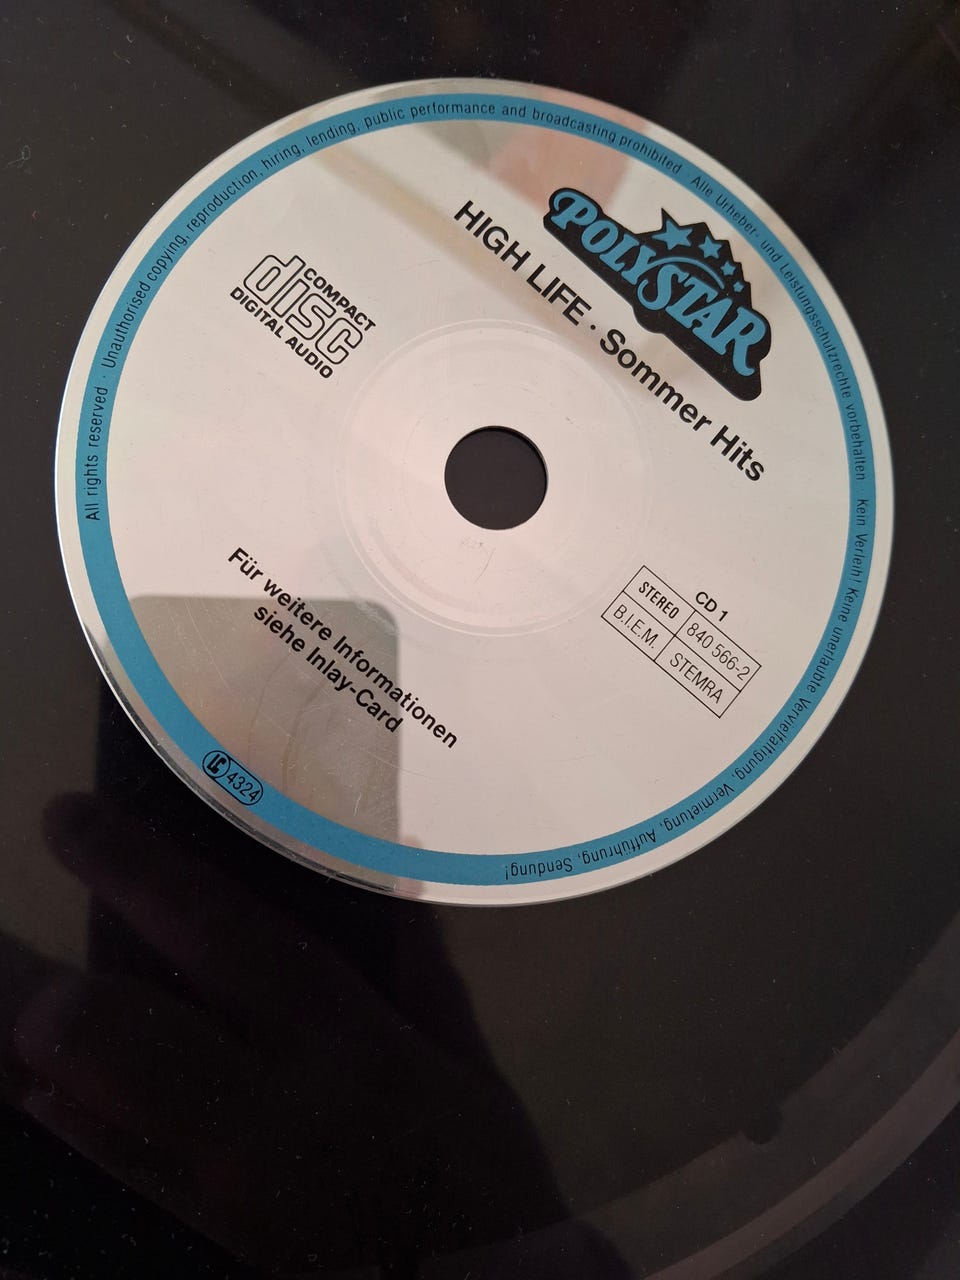 POLYSTAR
HIGH LIFE · Sommer Hits
COMPACT
disc
DIGITAL AUDIO
CD 1
STEREO 840 566-2
B.I.E.M. STEMRA
Für weitere Informationen
siehe Inlay-Card
LC 4324
All rights reserved · Unauthorised copying, reproduction, hiring, lending, public performance and broadcasting prohibited · Alle Urheber- und Leistungsschutzrechte vorbehalten · Kein Verleih! Keine unerlaubte Vervielfältigung, Vermietung, Aufführung, Sendung!